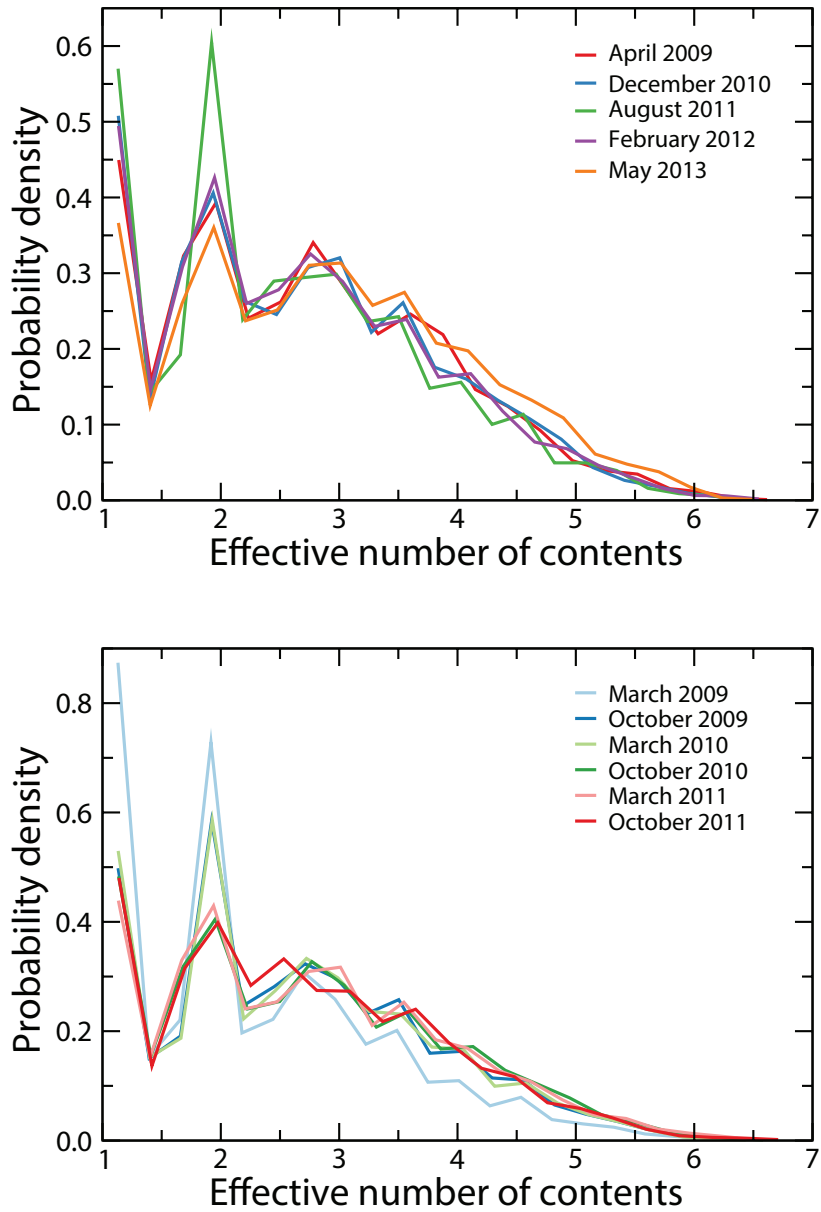 Probability density
0.6
0.5
0.4
0.3
0.2
0.1
0.0
April 2009
December 2010
August 2011
February 2012
May 2013
1 2 3 4 5 6 7
Effective number of contents
Probability density
0.8
0.6
0.4
0.2
0.0
March 2009
October 2009
March 2010
October 2010
March 2011
October 2011
1 2 3 4 5 6 7
Effective number of contents